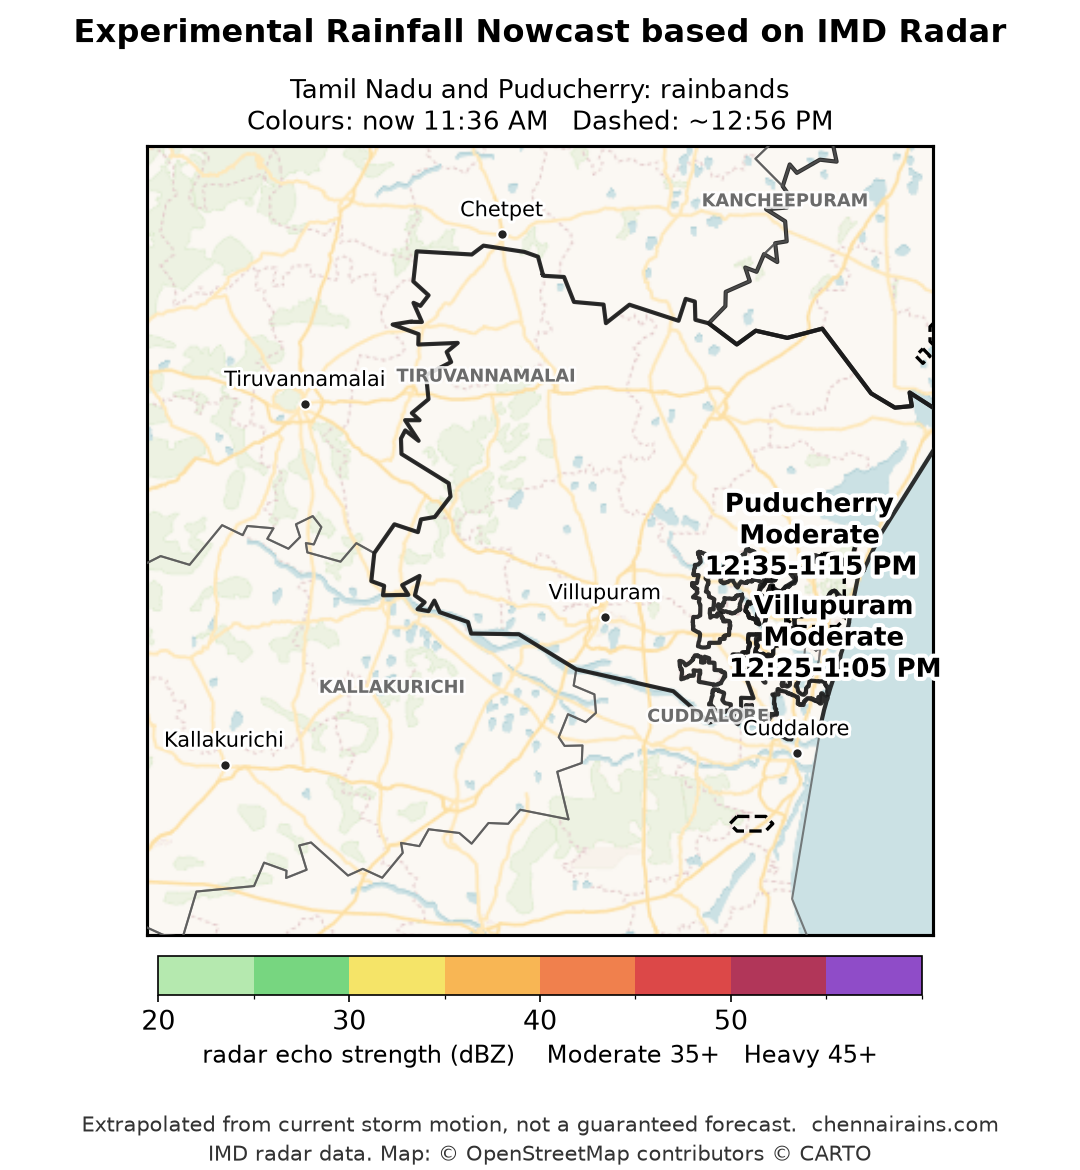 Experimental Rainfall Nowcast based on IMD Radar
Tamil Nadu and Puducherry: rainbands
Colours: now 11:36 AM   Dashed: ~12:56 PM
KANCHEEPURAM
Chetpet
Tiruvannamalai
TIRUVANNAMALAI
Puducherry
Moderate
12:35-1:15 PM
Villupuram
Villupuram
Moderate
12:25-1:05 PM
KALLAKURICHI
CUDDALORE
Cuddalore
Kallakurichi
20 30 40 50
radar echo strength (dBZ)   Moderate 35+   Heavy 45+
Extrapolated from current storm motion, not a guaranteed forecast.  chennairains.com
IMD radar data. Map: © OpenStreetMap contributors © CARTO